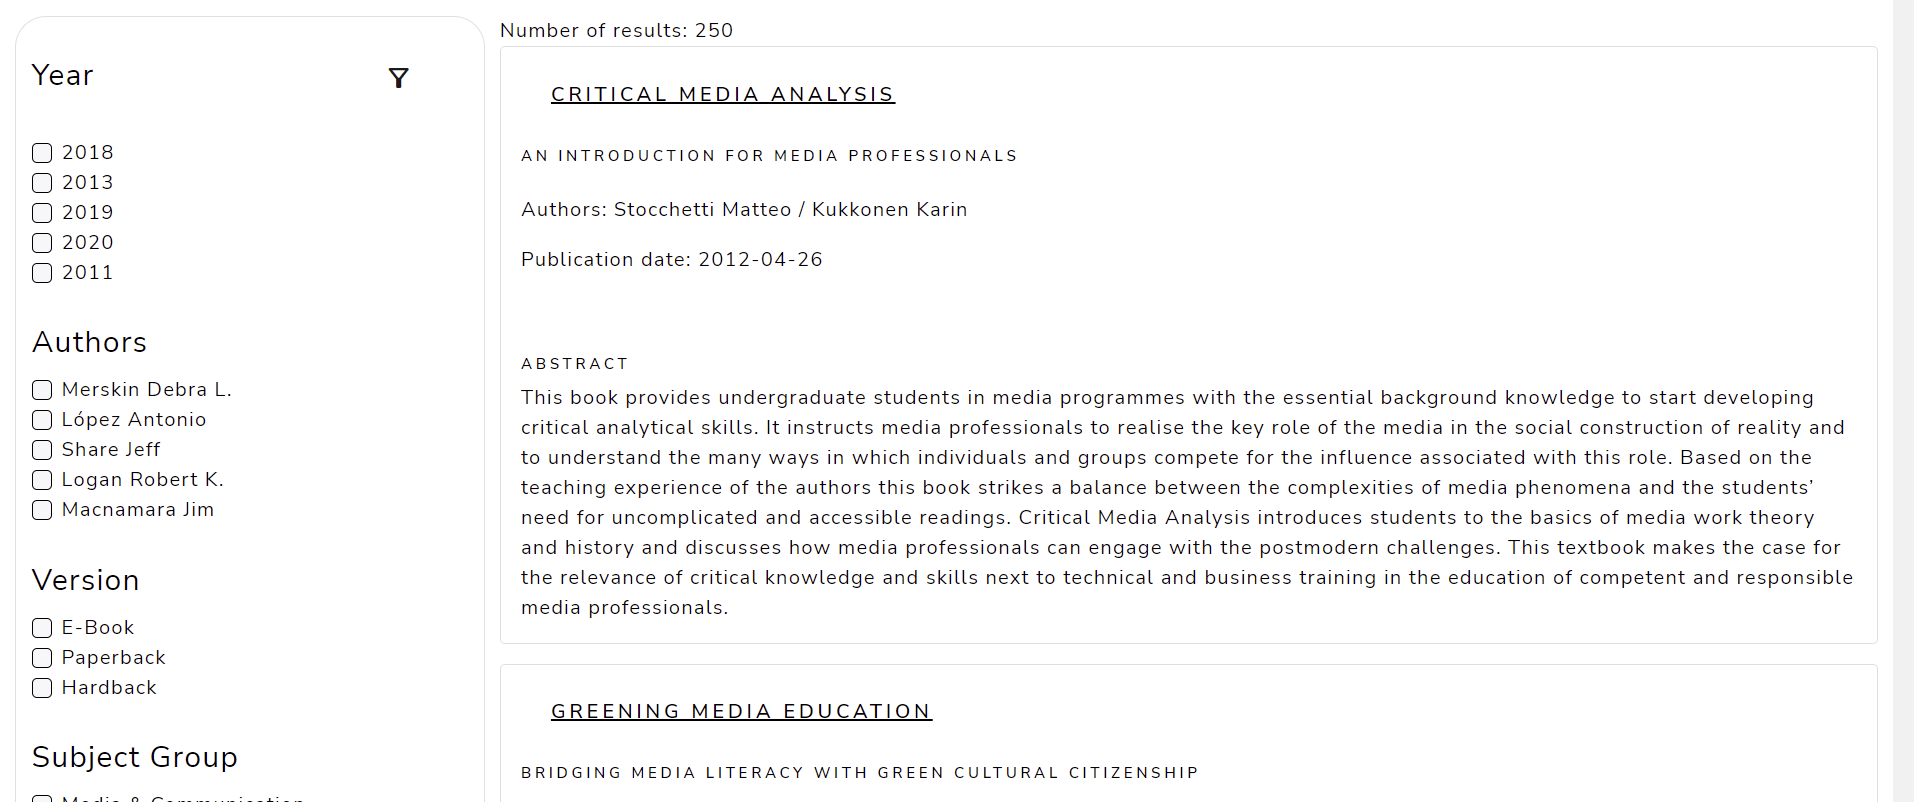 Year
2018
2013
2019
2020
2011
Authors
Merskin Debra L.
López Antonio
Share Jeff
Logan Robert K.
Macnamara Jim
Version
E-Book
Paperback
Hardback
Subject Group
Media & Communication
Number of results: 250
CRITICAL MEDIA ANALYSIS
AN INTRODUCTION FOR MEDIA PROFESSIONALS
Authors: Stocchetti Matteo / Kukkonen Karin
Publication date: 2012-04-26
ABSTRACT
This book provides undergraduate students in media programmes with the essential background knowledge to start developing
critical analytical skills. It instructs media professionals to realise the key role of the media in the social construction of reality and
to understand the many ways in which individuals and groups compete for the influence associated with this role. Based on the
teaching experience of the authors this book strikes a balance between the complexities of media phenomena and the students’
need for uncomplicated and accessible readings. Critical Media Analysis introduces students to the basics of media work theory
and history and discusses how media professionals can engage with the postmodern challenges. This textbook makes the case for
the relevance of critical knowledge and skills next to technical and business training in the education of competent and responsible
media professionals.
GREENING MEDIA EDUCATION
BRIDGING MEDIA LITERACY WITH GREEN CULTURAL CITIZENSHIP